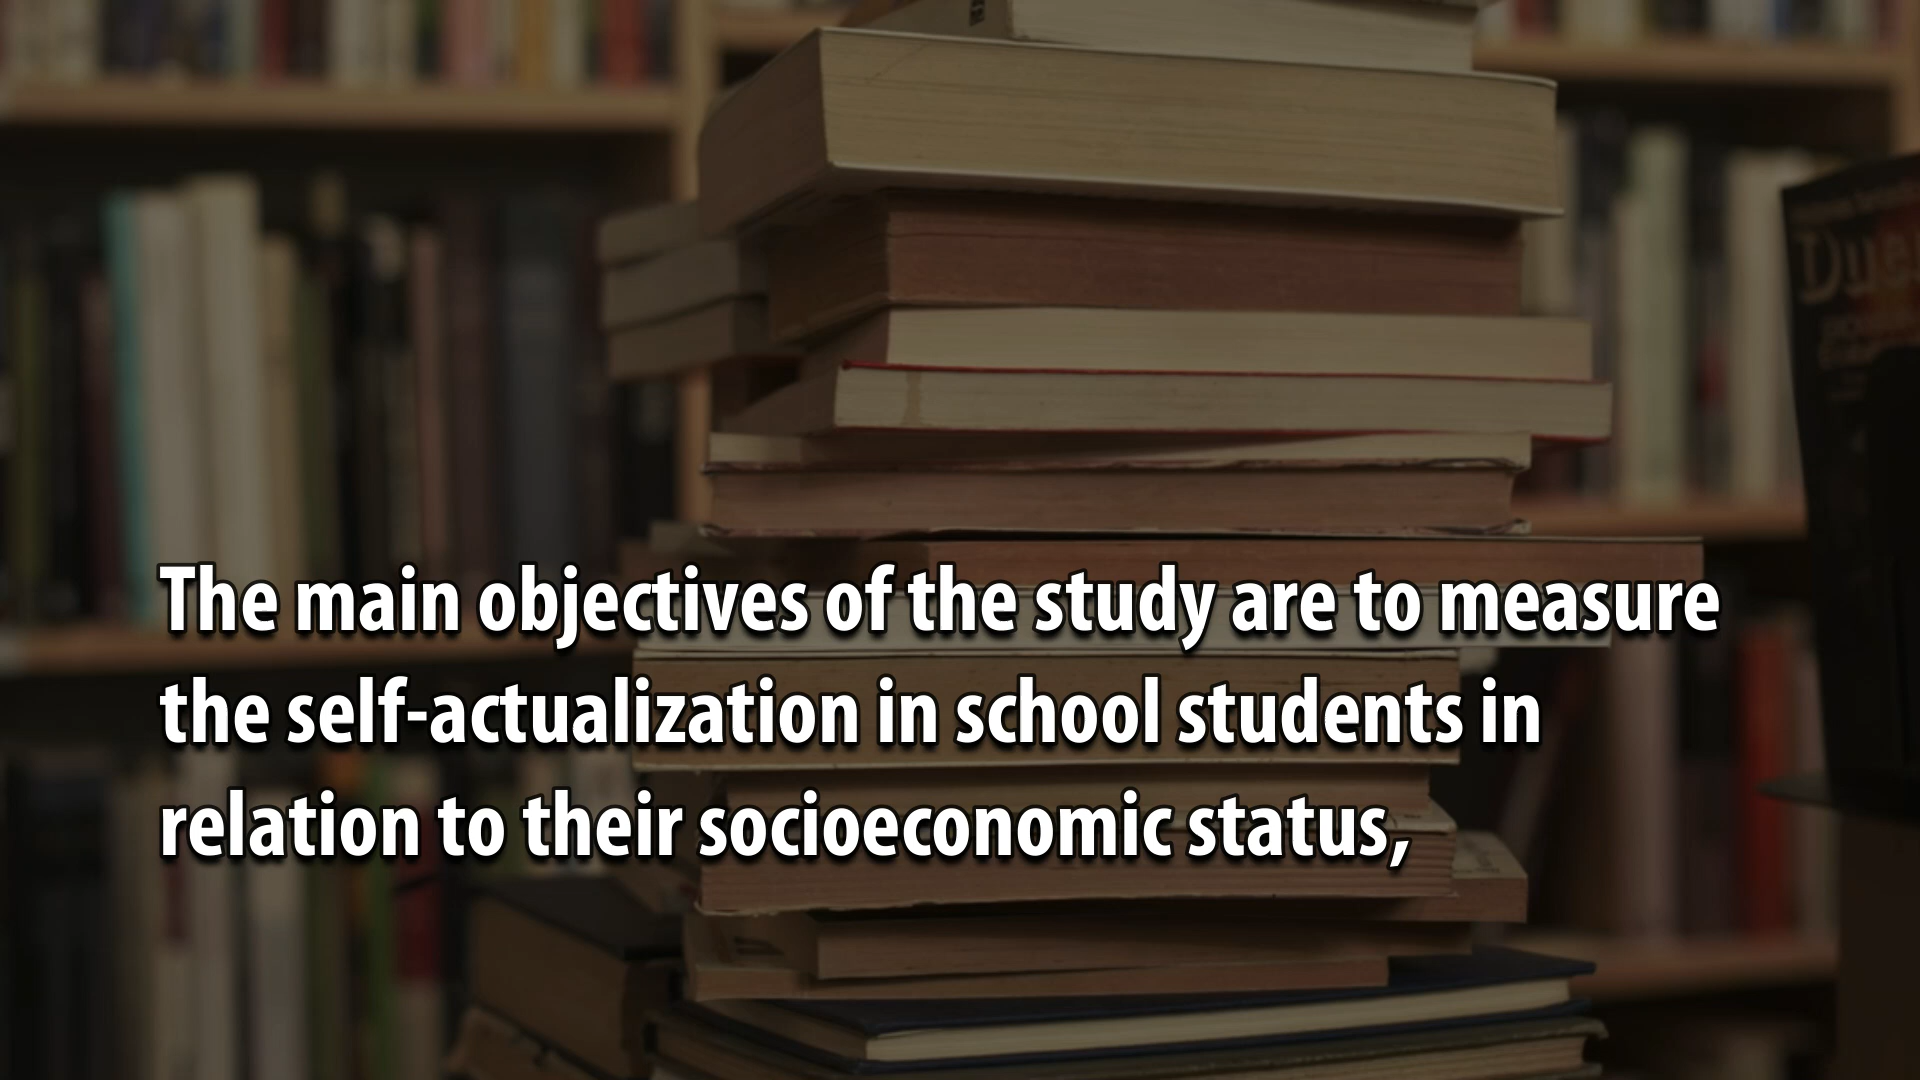 The main objectives of the study are to measure
the self-actualization in school students in
relation to their socioeconomic status,